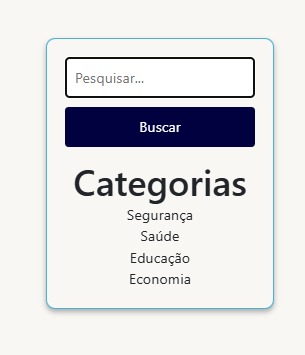 Pesquisar...
Buscar
Categorias
Segurança
Saúde
Educação
Economia